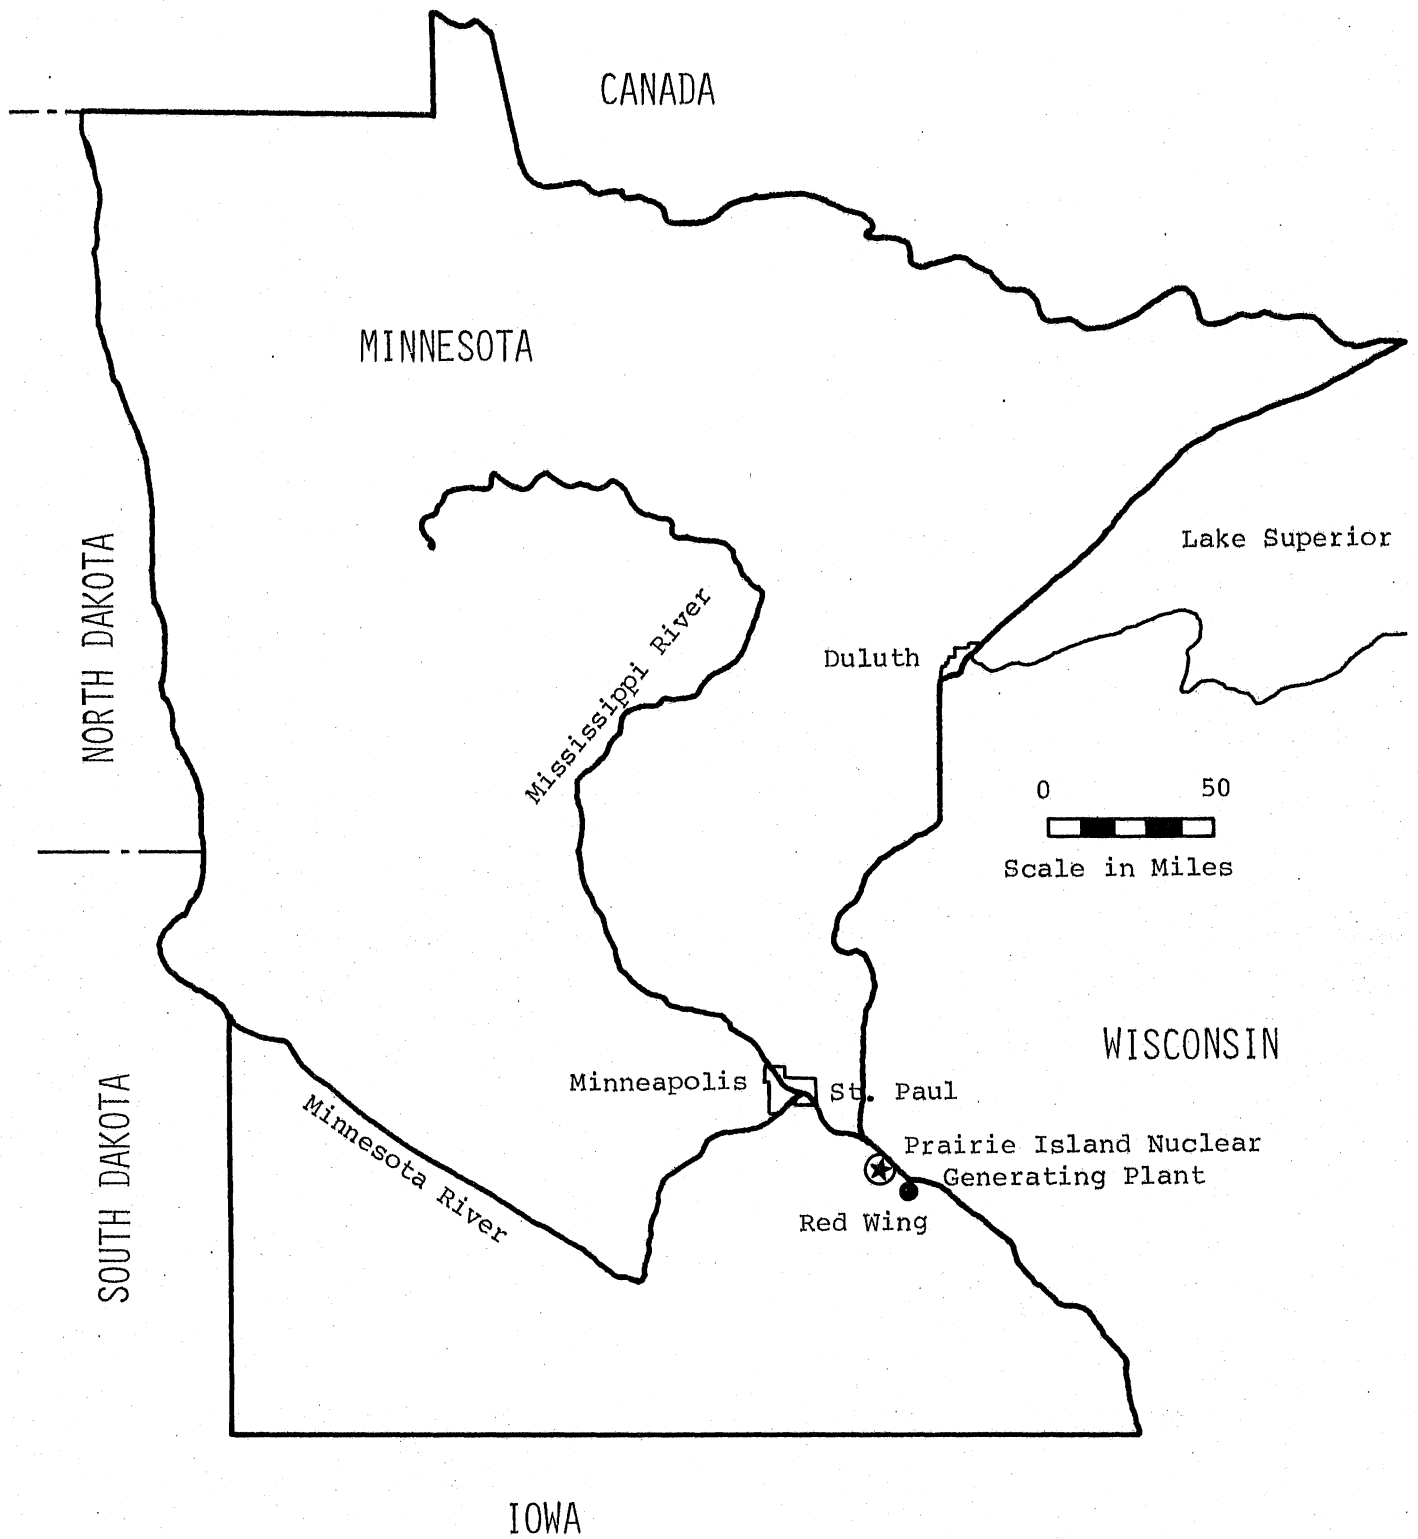 CANADA
MINNESOTA
Lake Superior
NORTH DAKOTA
Mississippi River
Duluth
0 50
Scale in Miles
WISCONSIN
Minneapolis
St. Paul
SOUTH DAKOTA
Minnesota River
Prairie Island Nuclear
Generating Plant
Red Wing
IOWA